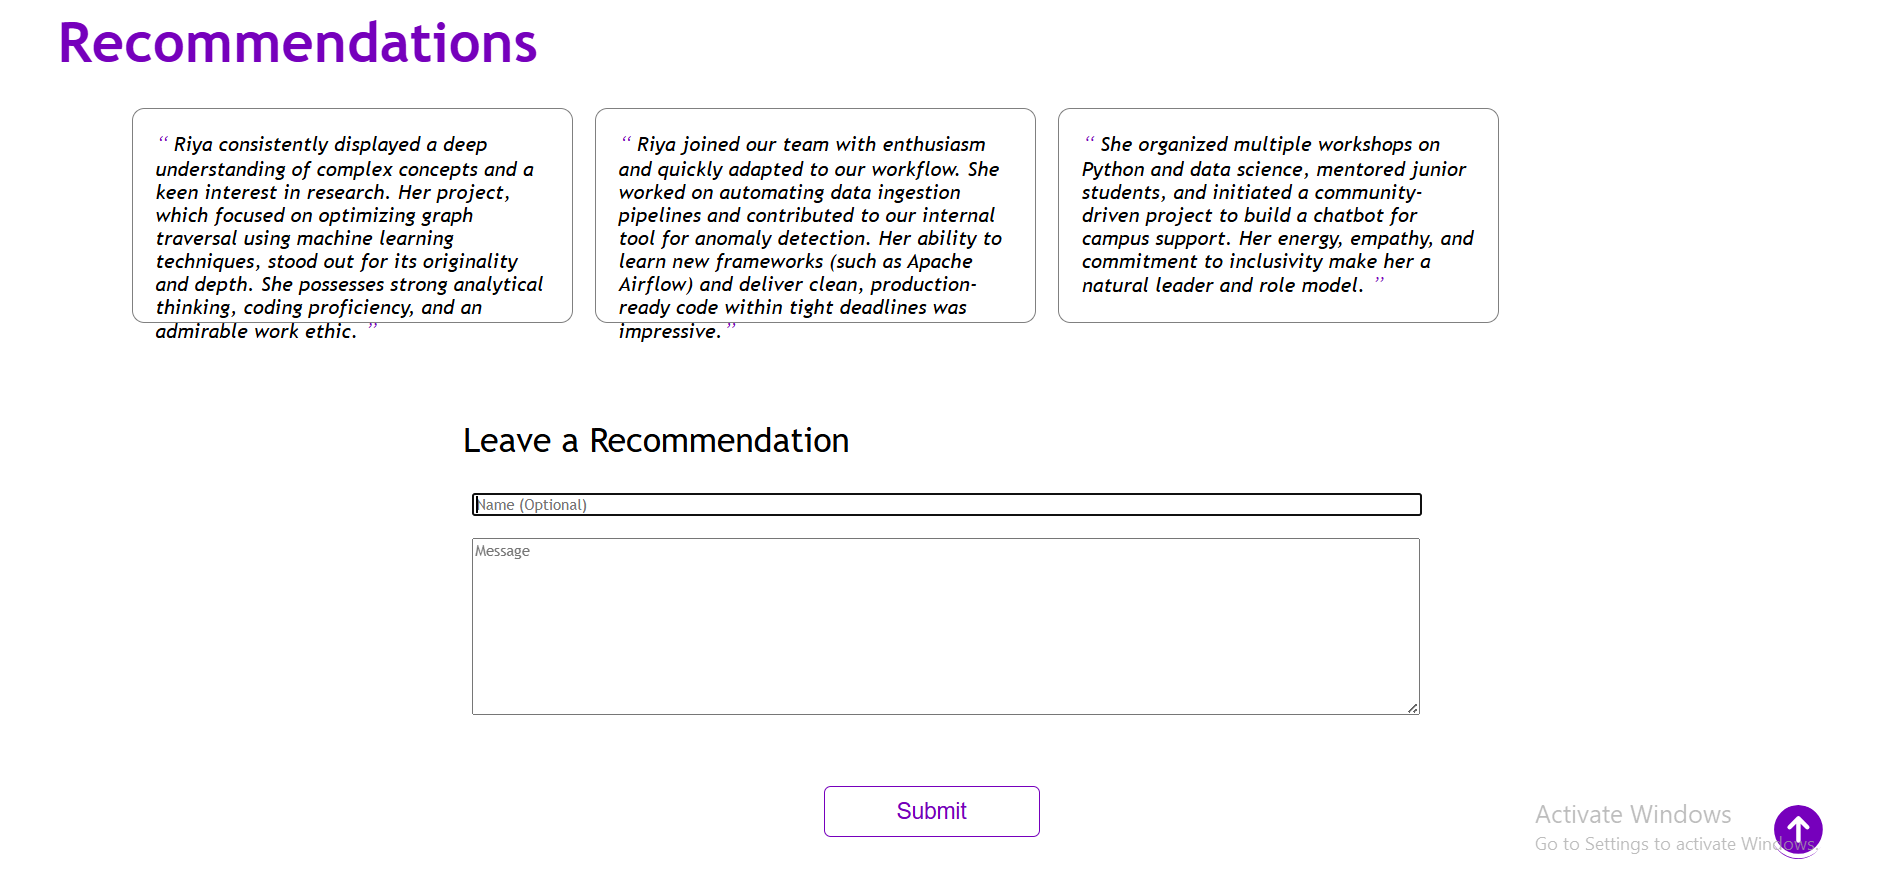 Recommendations
“ Riya consistently displayed a deep
understanding of complex concepts and a
keen interest in research. Her project,
which focused on optimizing graph
traversal using machine learning
techniques, stood out for its originality
and depth. She possesses strong analytical
thinking, coding proficiency, and an
admirable work ethic. ”
“ Riya joined our team with enthusiasm
and quickly adapted to our workflow. She
worked on automating data ingestion
pipelines and contributed to our internal
tool for anomaly detection. Her ability to
learn new frameworks (such as Apache
Airflow) and deliver clean, production-
ready code within tight deadlines was
impressive. ”
“ She organized multiple workshops on
Python and data science, mentored junior
students, and initiated a community-
driven project to build a chatbot for
campus support. Her energy, empathy, and
commitment to inclusivity make her a
natural leader and role model. ”
Leave a Recommendation
Name (Optional)
Message
Submit
Activate Windows
Go to Settings to activate Windows.